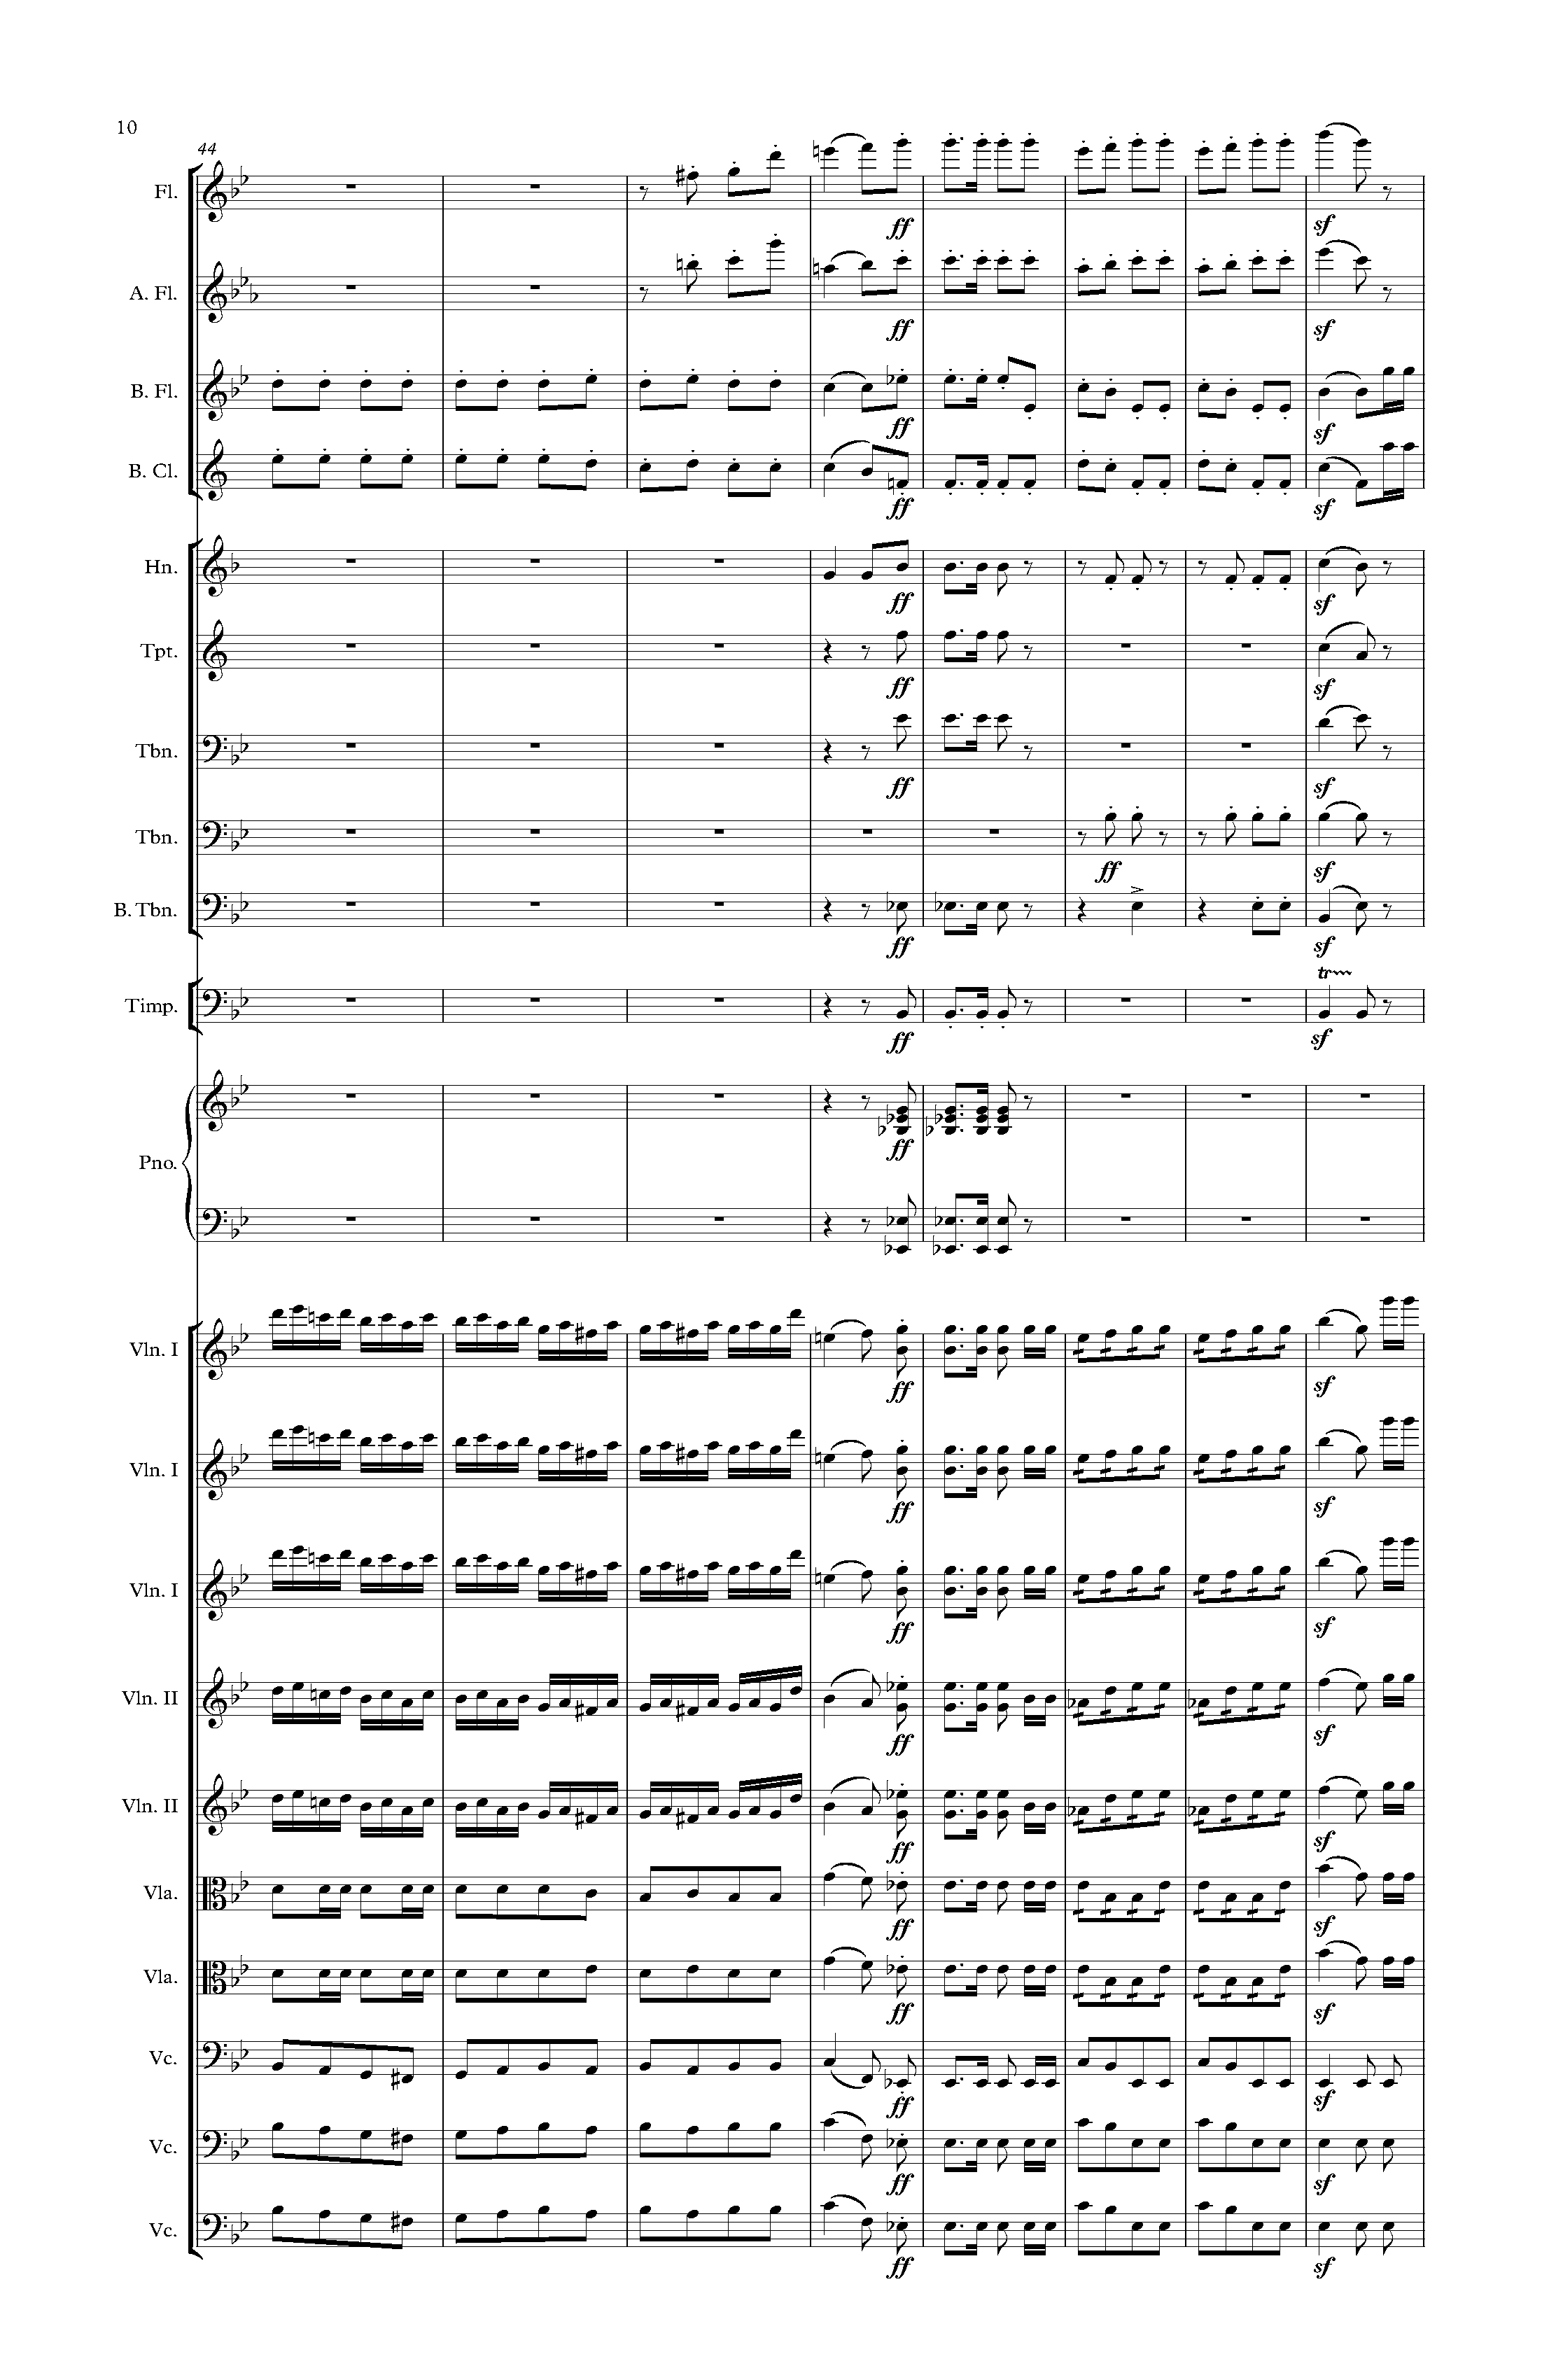 10
44
Fl.
ff
sf
A. Fl.
ff
sf
B. Fl.
ff
sf
B. Cl.
ff
sf
Hn.
ff
sf
Tpt.
ff
sf
Tbn.
ff
sf
Tbn.
ff
sf
B. Tbn.
ff
sf
tr
Timp.
ff
sf
ff
Pno.
Vln. I
ff
sf
Vln. I
ff
sf
Vln. I
ff
sf
Vln. II
ff
sf
Vln. II
ff
sf
Vla.
ff
sf
Vla.
ff
sf
Vc.
ff
sf
Vc.
ff
sf
Vc.
ff
sf